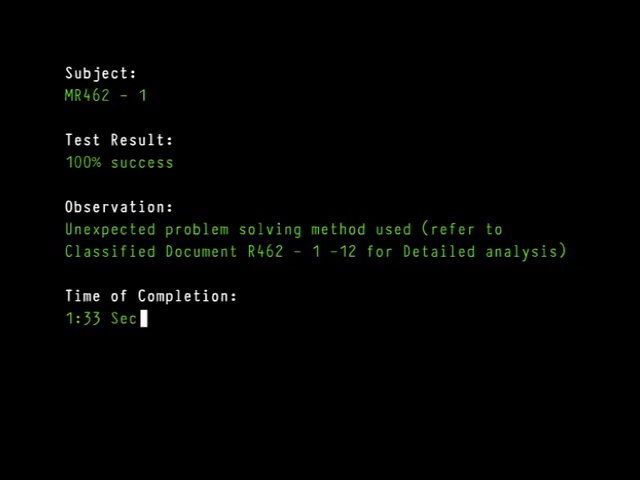 Subject:
MR462 - 1
Test Result:
100% success
Observation:
Unexpected problem solving method used (refer to
Classified Document R462 - 1 -12 for Detailed analysis)
Time of Completion:
1:33 Sec